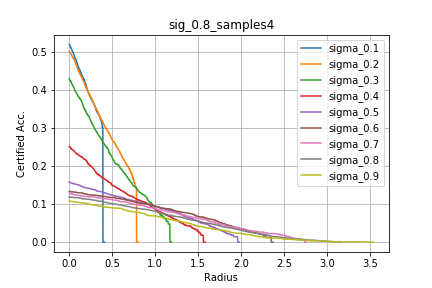 sig_0.8_samples4
Certified Acc.
0.5
0.4
0.3
0.2
0.1
0.0
0.0 0.5 1.0 1.5 2.0 2.5 3.0 3.5
Radius
sigma_0.1
sigma_0.2
sigma_0.3
sigma_0.4
sigma_0.5
sigma_0.6
sigma_0.7
sigma_0.8
sigma_0.9